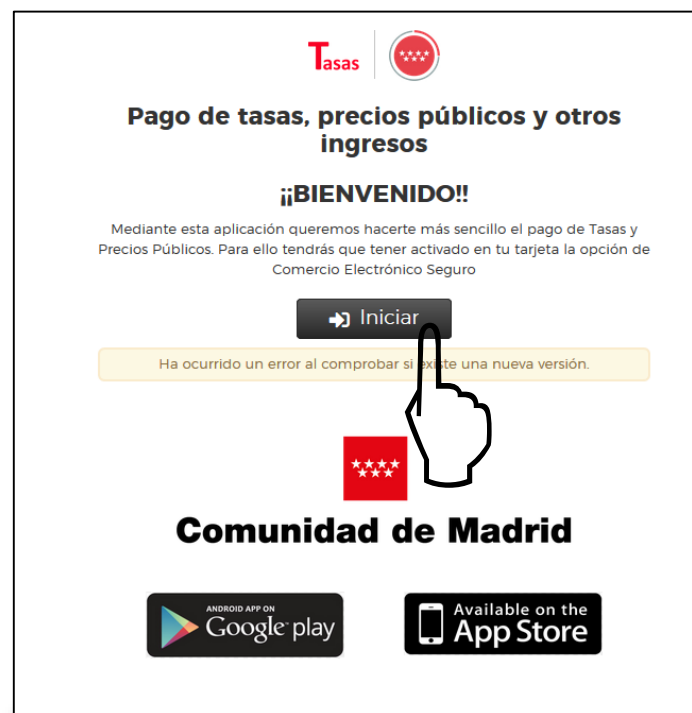 Tasas
Pago de tasas, precios públicos y otros
ingresos
¡¡BIENVENIDO!!
Mediante esta aplicación queremos hacerte más sencillo el pago de Tasas y
Precios Públicos. Para ello tendrás que tener activado en tu tarjeta la opción de
Comercio Electrónico Seguro
Iniciar
Ha ocurrido un error al comprobar si existe una nueva versión.
Comunidad de Madrid
ANDROID APP ON
Google play
Available on the
App Store